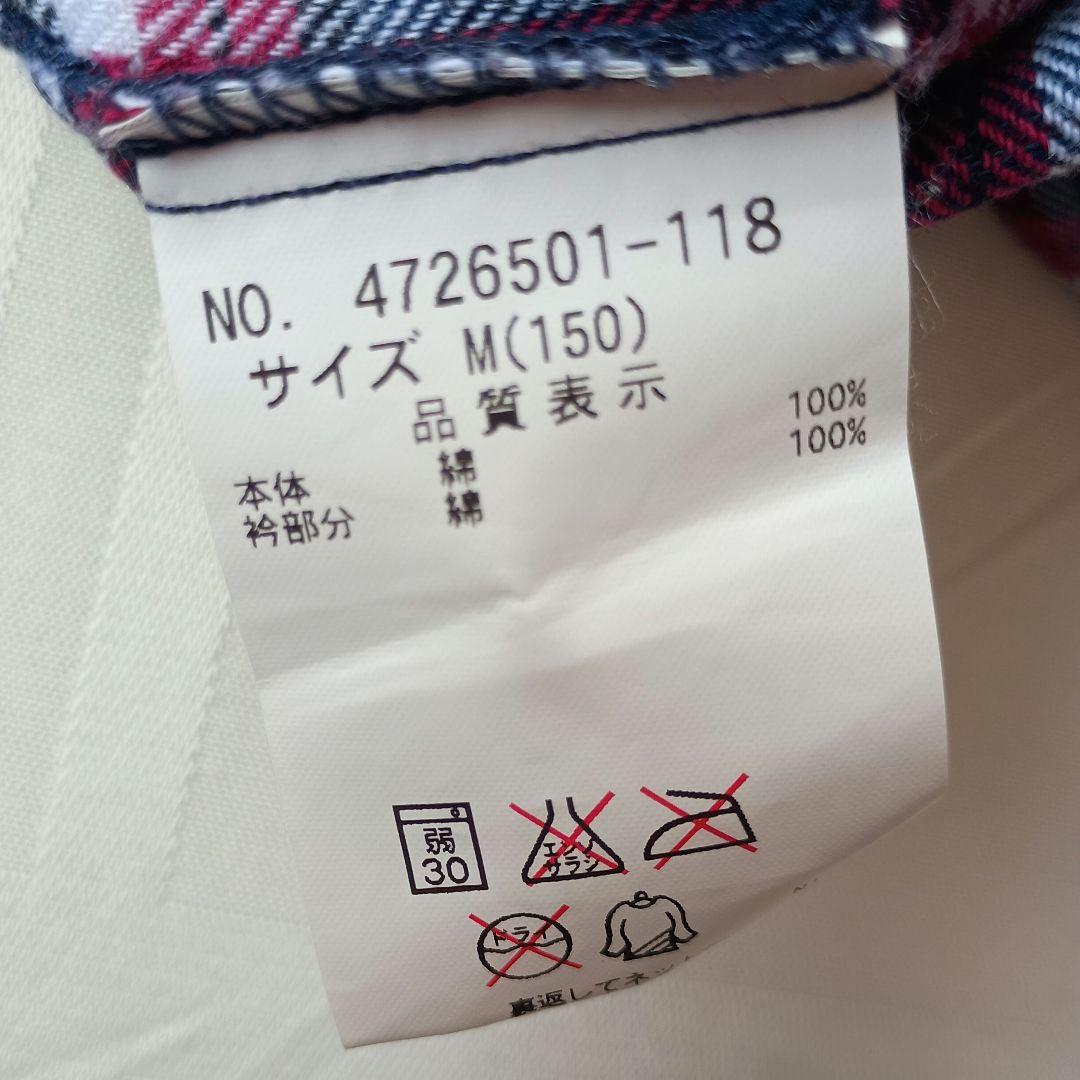 NO. 4726501-118
サイズ M(150)
品質表示
本体 綿 100%
衿部分 綿 100%
弱
30
エンソ
サラシ
ドライ
裏返してネッ